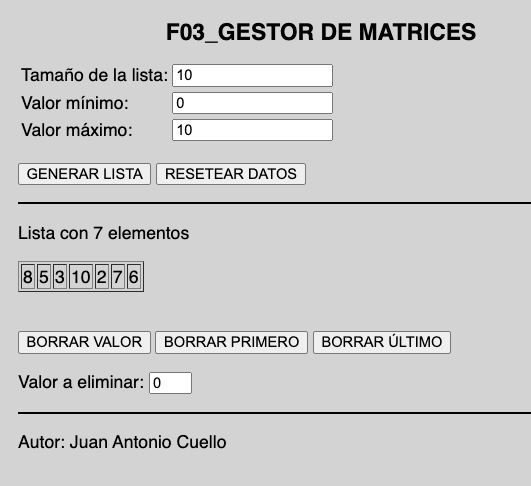 F03_GESTOR DE MATRICES
Tamaño de la lista: 10
Valor mínimo: 0
Valor máximo: 10
GENERAR LISTA RESETEAR DATOS
Lista con 7 elementos
8 5 3 10 2 7 6
BORRAR VALOR BORRAR PRIMERO BORRAR ÚLTIMO
Valor a eliminar: 0
Autor: Juan Antonio Cuello